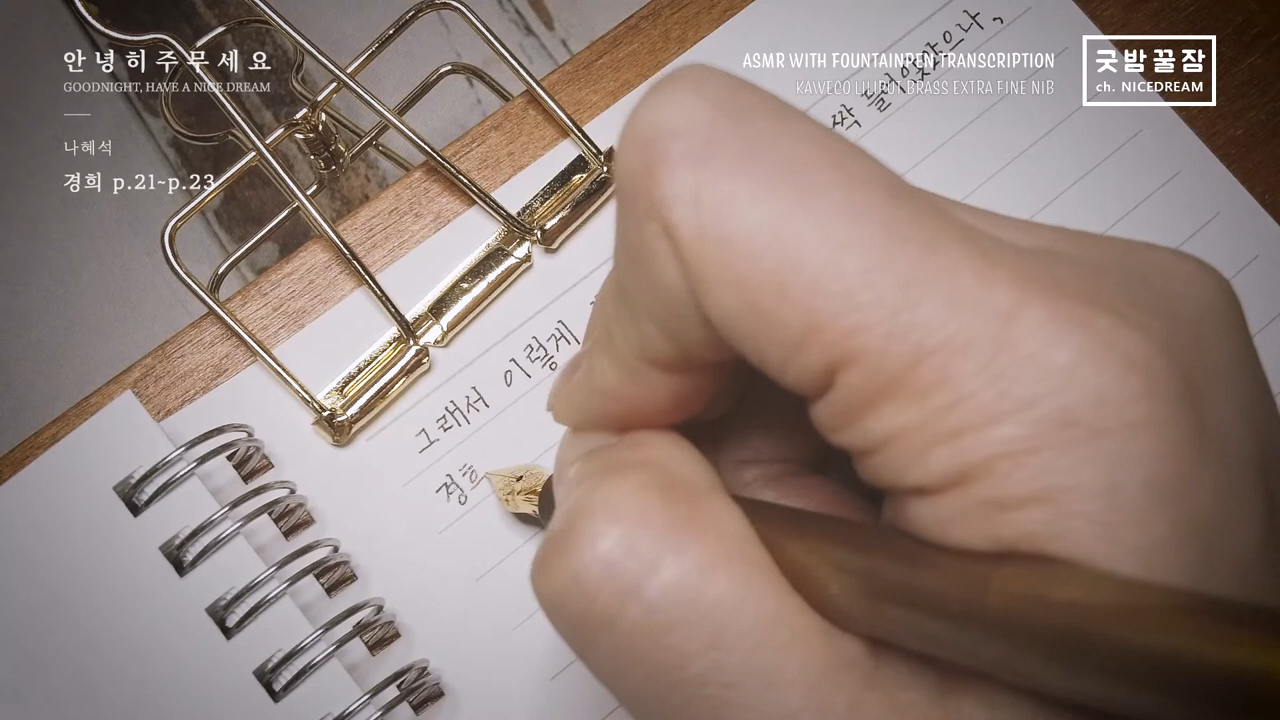 안녕히주무세요
GOODNIGHT, HAVE A NICE DREAM
나혜석
경희 p.21~p.23
ASMR WITH FOUNTAINPEN TRANSCRIPTION
KAWECO LILIPUT BRASS EXTRA FINE NIB
굿밤꿀잠
ch. NICEDREAM
그래서 이렇게